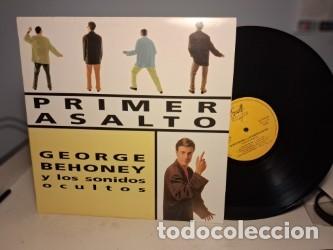 PRIMER
ASALTO
GEORGE
BEHONEY
y los sonidos
ocultos
todocoleccion